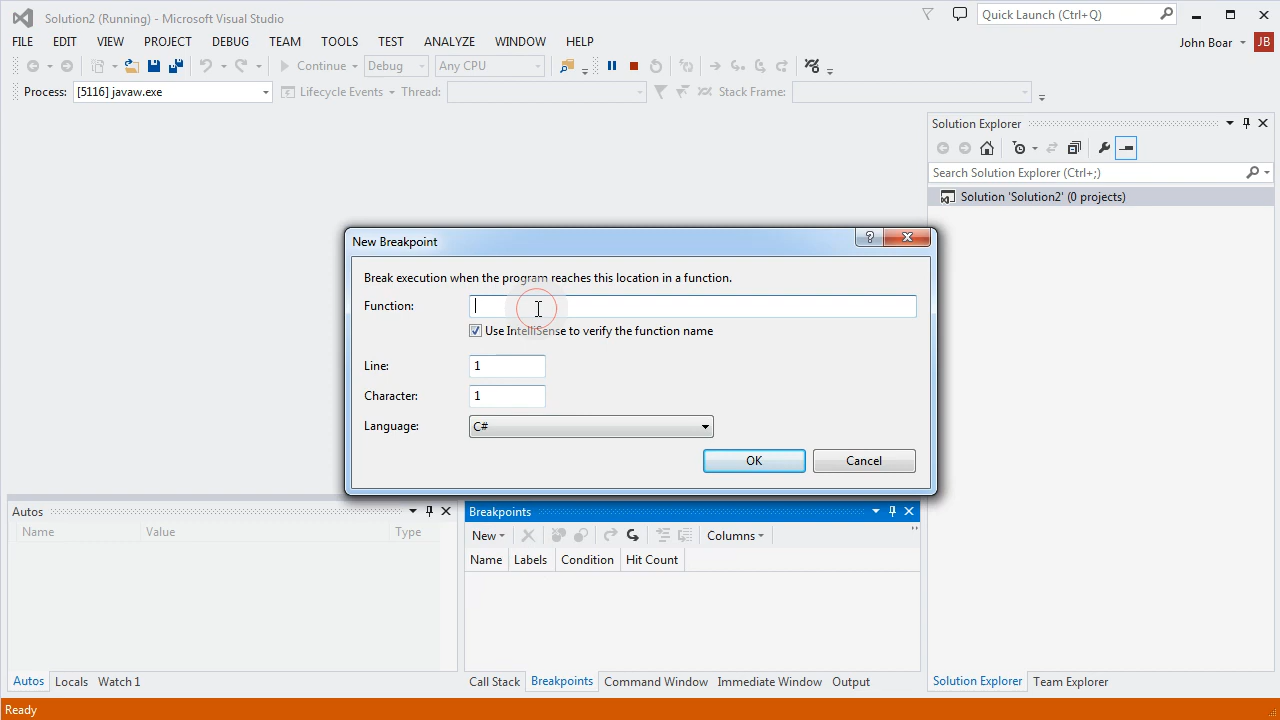 Solution2 (Running) - Microsoft Visual Studio
Quick Launch (Ctrl+Q)
FILE EDIT VIEW PROJECT DEBUG TEAM TOOLS TEST ANALYZE WINDOW HELP
John Boar JB
Continue Debug Any CPU
Process: [5116] javaw.exe Lifecycle Events Thread: Stack Frame:
Solution Explorer
Search Solution Explorer (Ctrl+;)
Solution 'Solution2' (0 projects)
New Breakpoint
?
Break execution when the program reaches this location in a function.
Function:
Use IntelliSense to verify the function name
Line: 1
Character: 1
Language: C#
OK Cancel
Autos
Name Value Type
Breakpoints
New Columns
Name Labels Condition Hit Count
Autos Locals Watch 1
Call Stack Breakpoints Command Window Immediate Window Output
Solution Explorer Team Explorer
Ready